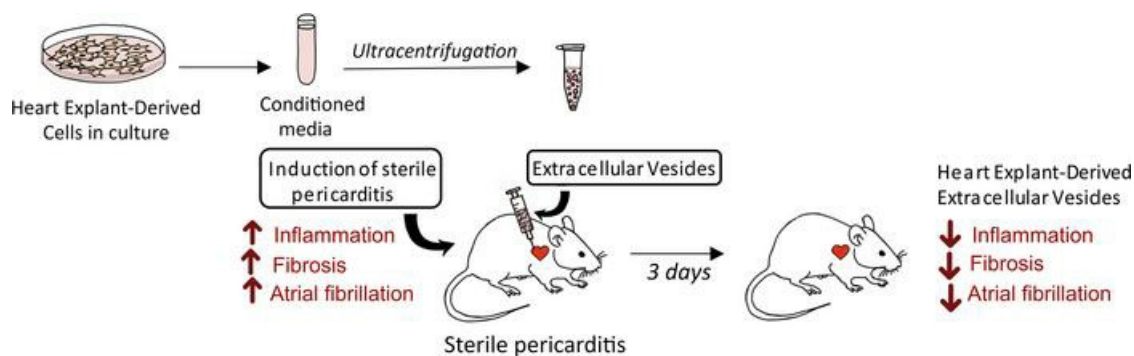 Ultracentrifugation
Heart Explant-Derived
Cells in culture
Conditioned
media
Induction of sterile
pericarditis
Extracellular Vesides
Heart Explant-Derived
Extracellular Vesicles
Inflammation
Fibrosis
Atrial fibrillation
3 days
Inflammation
Fibrosis
Atrial fibrillation
Sterile pericarditis